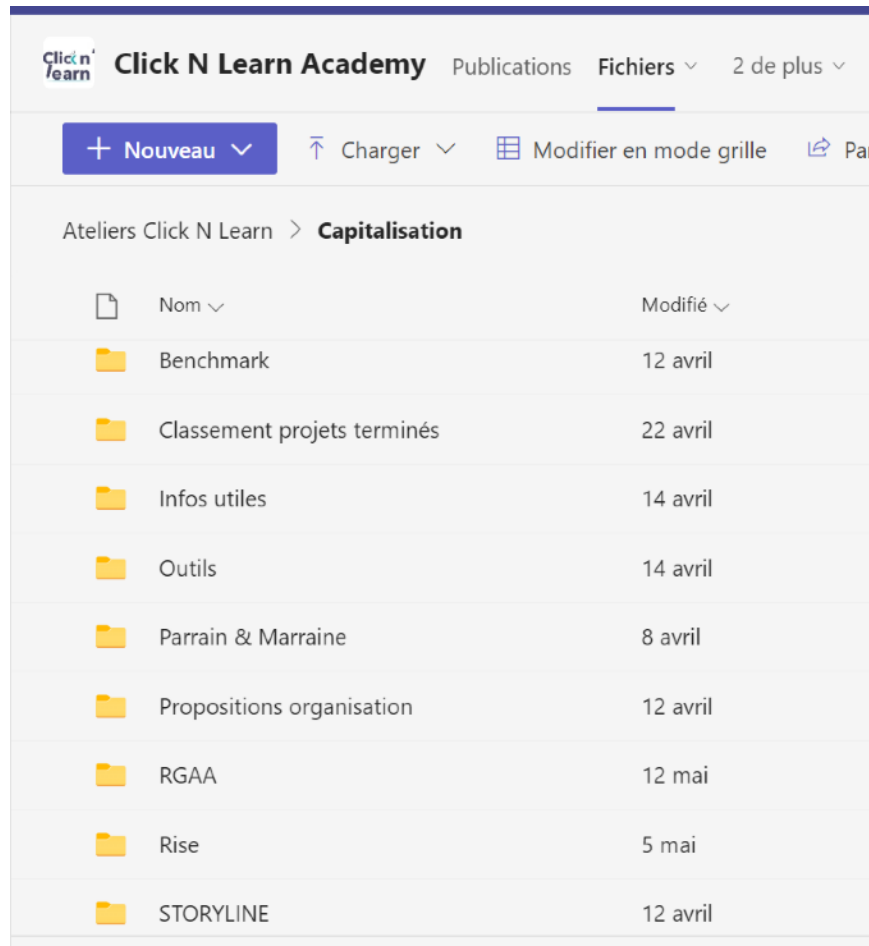 Click n' learn
Click N Learn Academy Publications Fichiers 2 de plus
Nouveau Charger Modifier en mode grille Pa
Ateliers Click N Learn > Capitalisation
Nom Modifié
Benchmark 12 avril
Classement projets terminés 22 avril
Infos utiles 14 avril
Outils 14 avril
Parrain & Marraine 8 avril
Propositions organisation 12 avril
RGAA 12 mai
Rise 5 mai
STORYLINE 12 avril